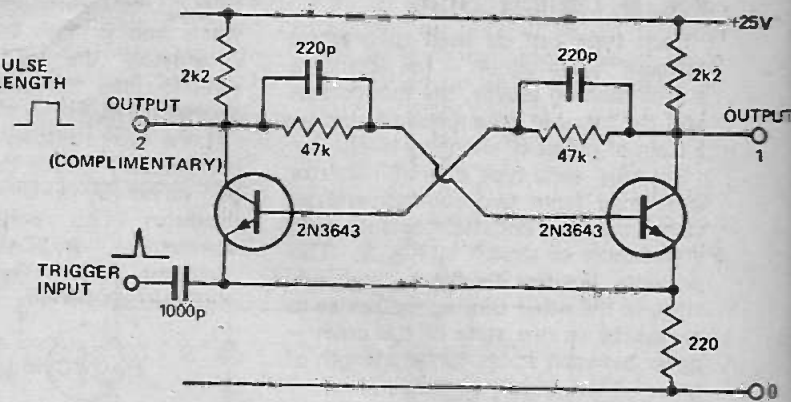 +25V
220p
220p
2k2
2k2
ULSE
LENGTH
OUTPUT
OUTPUT
2
1
47k
47k
(COMPLIMENTARY)
2N3643
2N3643
TRIGGER
INPUT
1000p
220
0